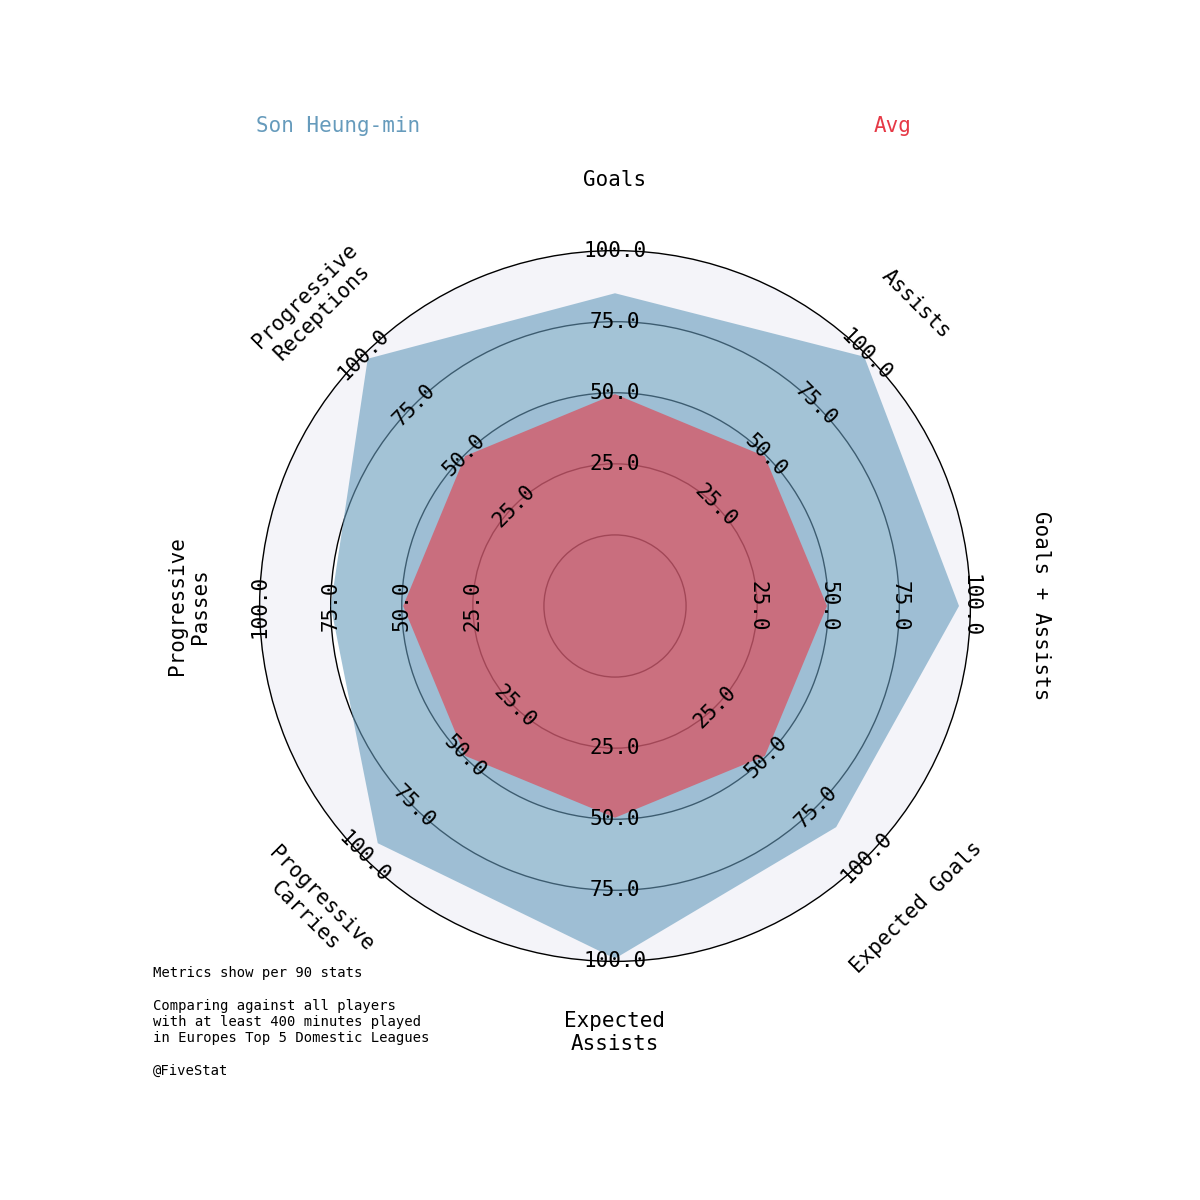 Son Heung-min
Avg
Goals
Progressive
Receptions
Assists
100.0
100.0
100.0
75.0
75.0
75.0
50.0
50.0
50.0
25.0
25.0
25.0
Progressive
Passes
100.0
75.0
50.0
25.0
25.0
50.0
75.0
100.0
Goals + Assists
25.0
25.0
25.0
50.0
50.0
50.0
75.0
75.0
75.0
100.0
100.0
100.0
Progressive
Carries
Expected Goals
Expected
Assists
Metrics show per 90 stats
Comparing against all players
with at least 400 minutes played
in Europes Top 5 Domestic Leagues
@FiveStat